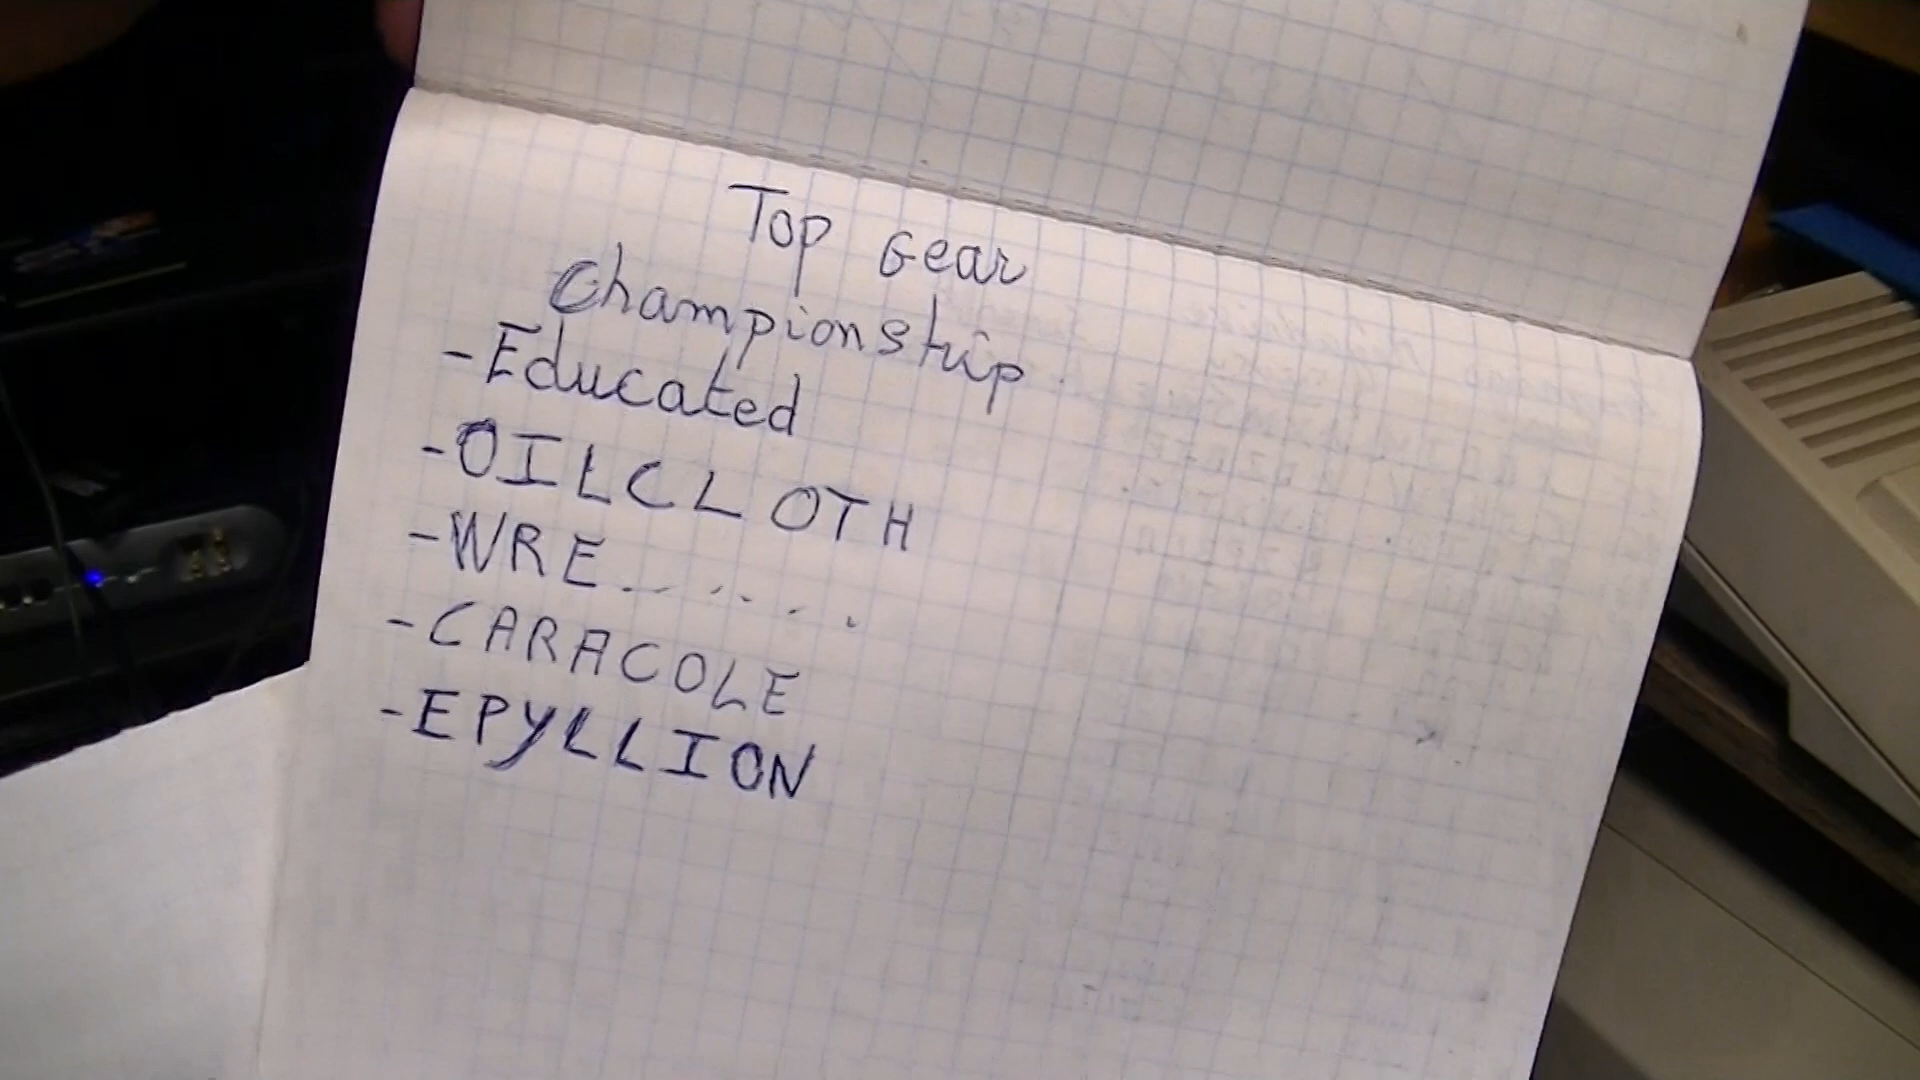 Top Gear
Championship
- Educated
- OILCLOTH
- WRE.......
- CARACOLE
- EPYLLION